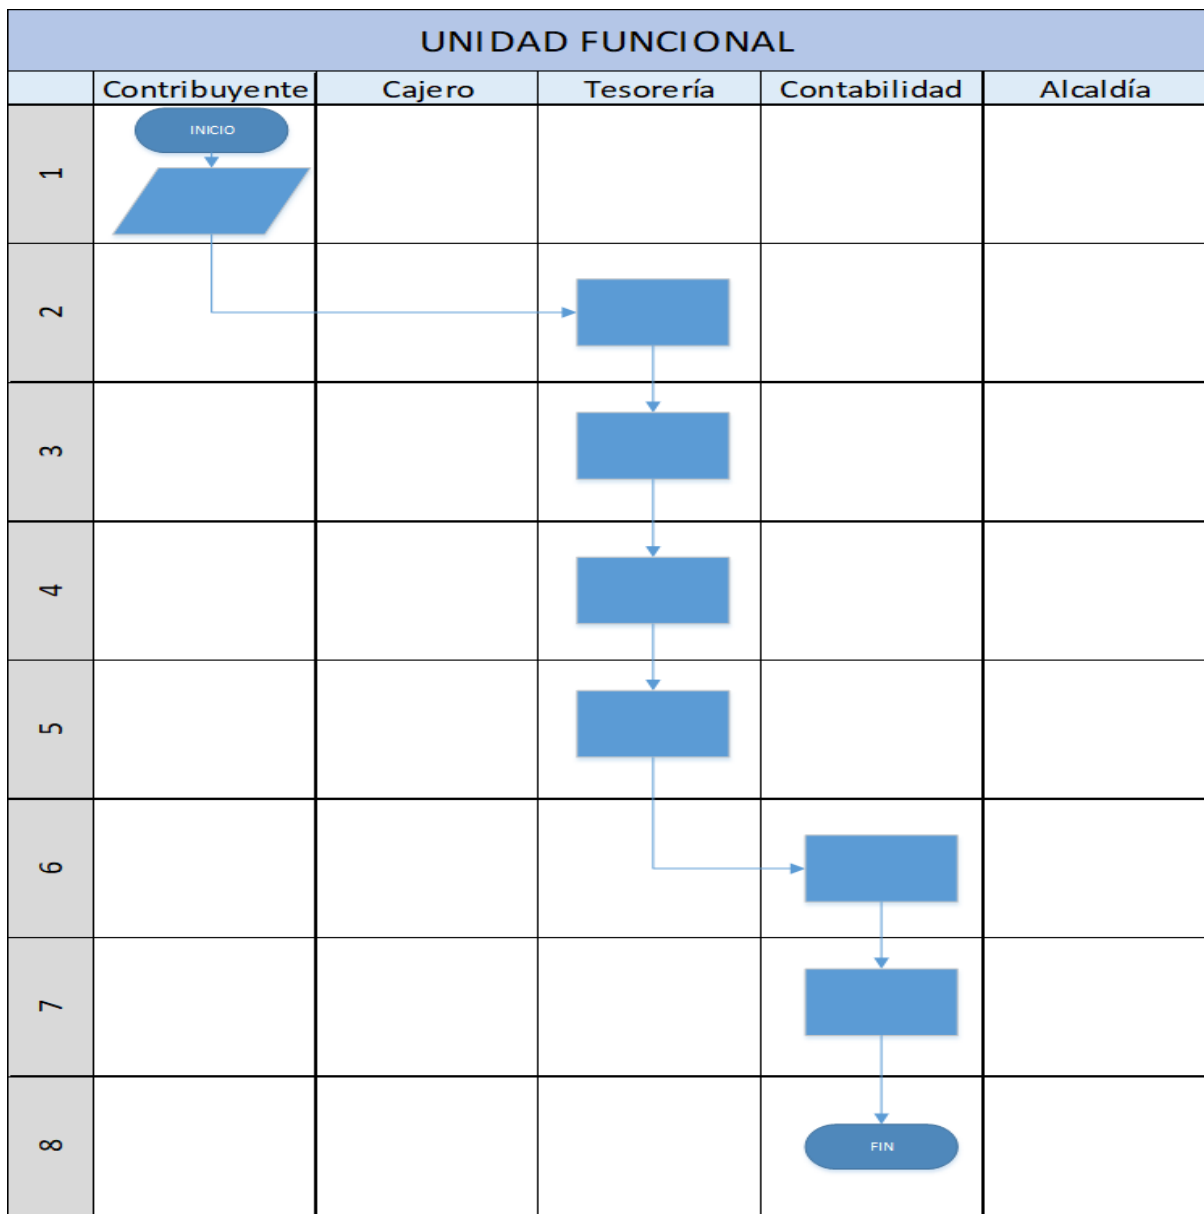 UNIDAD FUNCIONAL
Contribuyente Cajero Tesorería Contabilidad Alcaldía
INICIO
1
2
3
4
5
6
7
8
FIN